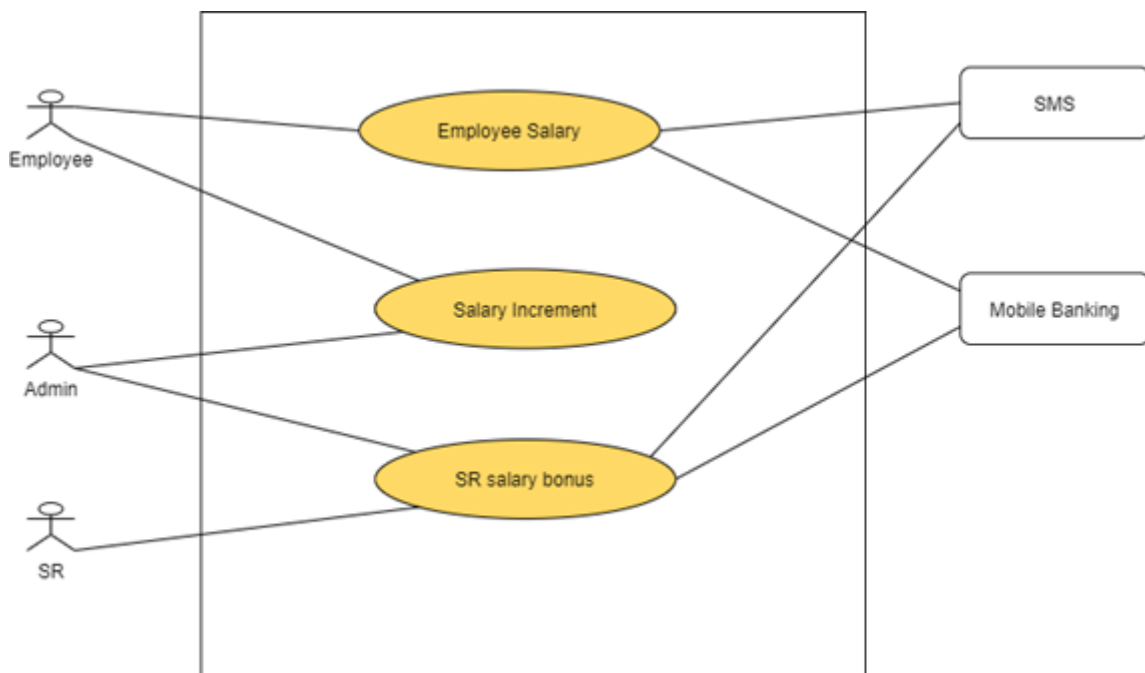 Employee
Employee Salary
SMS
Salary Increment
Mobile Banking
Admin
SR salary bonus
SR